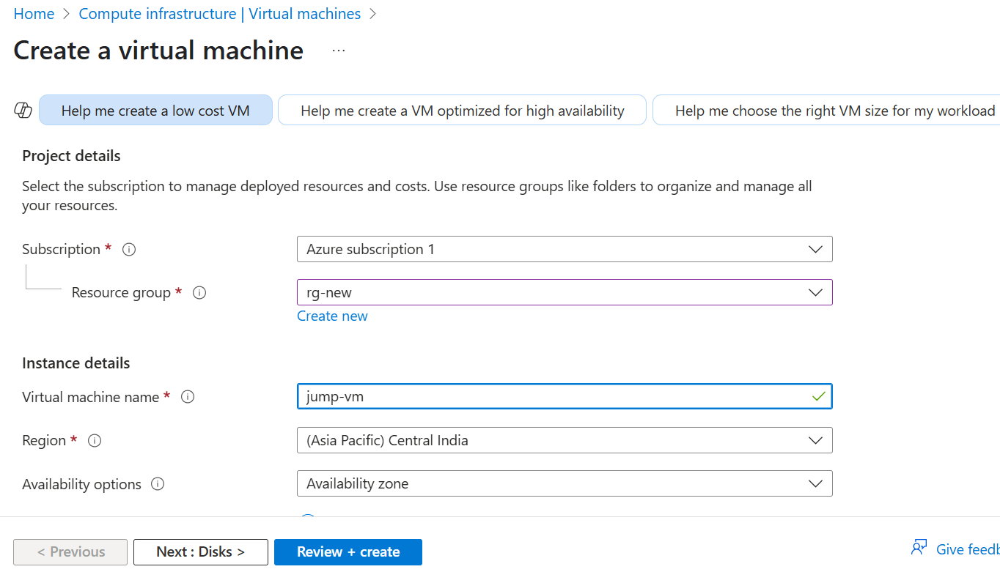 Home > Compute infrastructure | Virtual machines >
Create a virtual machine ...
Help me create a low cost VM Help me create a VM optimized for high availability Help me choose the right VM size for my workload
Project details
Select the subscription to manage deployed resources and costs. Use resource groups like folders to organize and manage all
your resources.
Subscription * Azure subscription 1
Resource group * rg-new
Create new
Instance details
Virtual machine name * jump-vm
Region * (Asia Pacific) Central India
Availability options Availability zone
< Previous Next : Disks > Review + create Give feedb